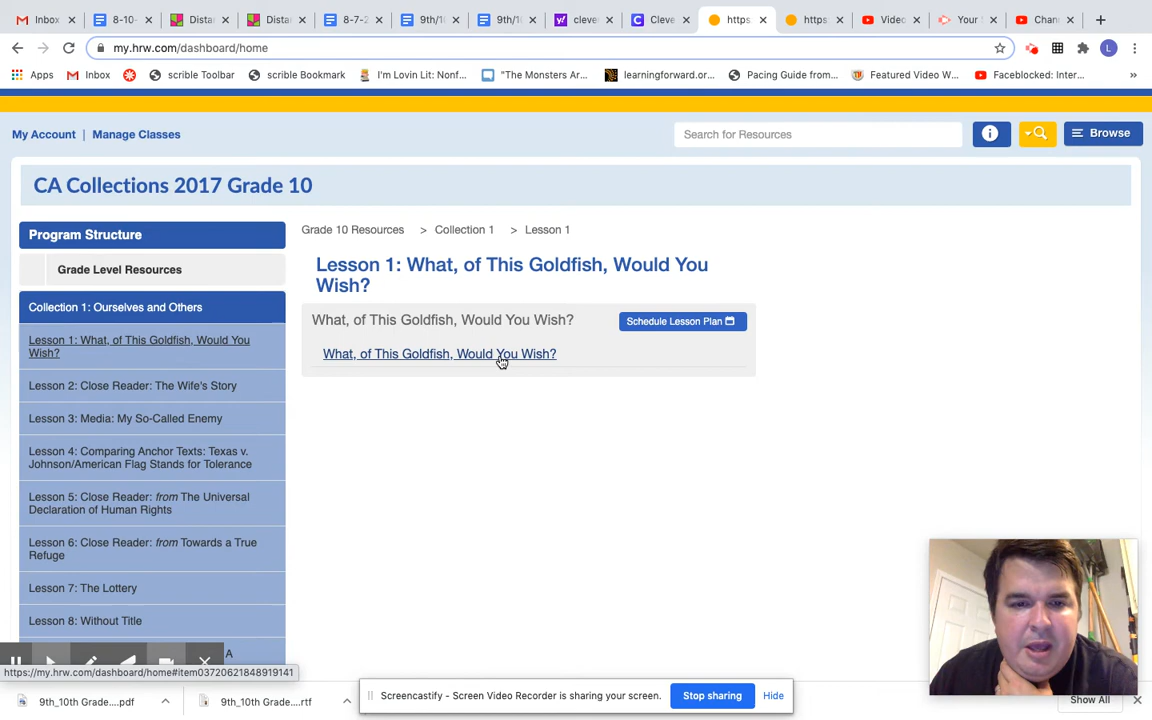 Inbox
8-10-
Distan
Distan
8-7-2
9th/1
9th/1
cleve
Cleve
https
https
Video
Your
Chan
my.hrw.com/dashboard/home
L
Apps
Inbox
scrible Toolbar
scrible Bookmark
I'm Lovin Lit: Nonf...
"The Monsters Ar...
learningforward.or...
Pacing Guide from...
Featured Video W...
Faceblocked: Inter...
»
My Account | Manage Classes
Search for Resources
Browse
CA Collections 2017 Grade 10
Program Structure
Grade Level Resources
Collection 1: Ourselves and Others
Lesson 1: What, of This Goldfish, Would You
Wish?
Lesson 2: Close Reader: The Wife's Story
Lesson 3: Media: My So-Called Enemy
Lesson 4: Comparing Anchor Texts: Texas v.
Johnson/American Flag Stands for Tolerance
Lesson 5: Close Reader: from The Universal
Declaration of Human Rights
Lesson 6: Close Reader: from Towards a True
Refuge
Lesson 7: The Lottery
Lesson 8: Without Title
A
Grade 10 Resources > Collection 1 > Lesson 1
Lesson 1: What, of This Goldfish, Would You
Wish?
What, of This Goldfish, Would You Wish?
Schedule Lesson Plan
What, of This Goldfish, Would You Wish?
https://my.hrw.com/dashboard/home#item03720621848919141
9th_10th Grade....pdf
9th_10th Grade....rtf
Screencastify - Screen Video Recorder is sharing your screen.
Stop sharing
Hide
Show All